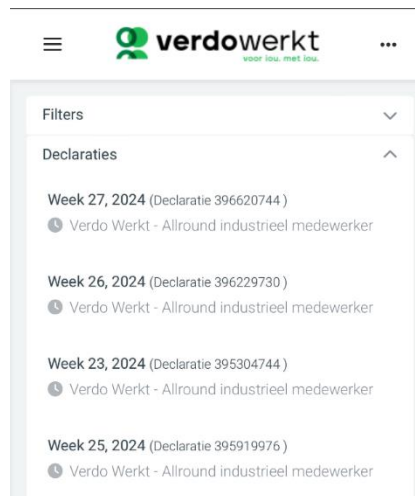 verdowerkt
voor iou. met iou.
Filters
Declaraties
Week 27, 2024 (Declaratie 396620744 )
Verdo Werkt - Allround industrieel medewerker
Week 26, 2024 (Declaratie 396229730 )
Verdo Werkt - Allround industrieel medewerker
Week 23, 2024 (Declaratie 395304744 )
Verdo Werkt - Allround industrieel medewerker
Week 25, 2024 (Declaratie 395919976 )
Verdo Werkt - Allround industrieel medewerker